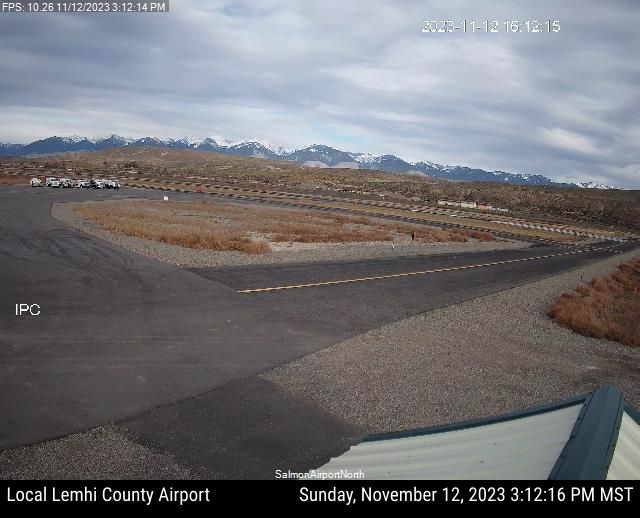 FPS: 10.26 11/12/2023 3:12:14 PM
2023-11-12 15:12:15
IPC
SalmonAirportNorth
Local Lemhi County Airport
Sunday, November 12, 2023 3:12:16 PM MST